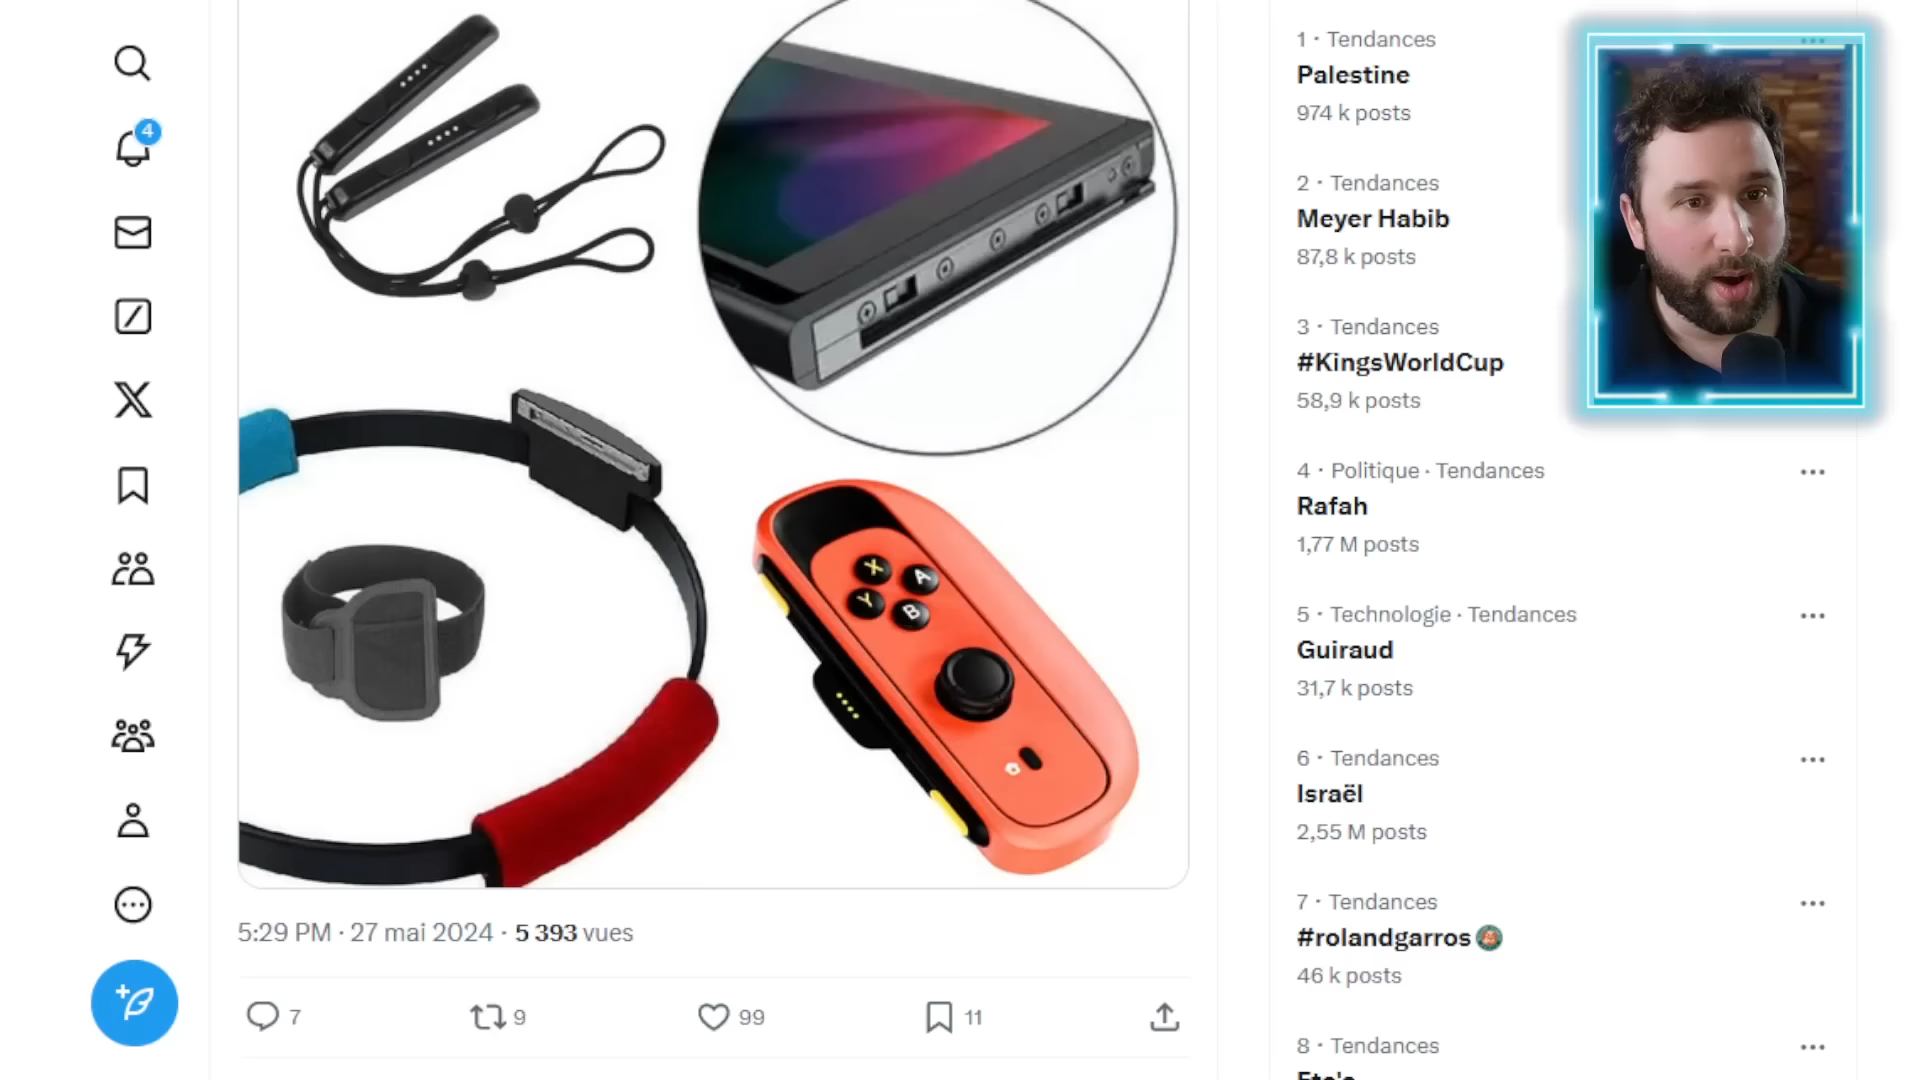 4
X
A
Y
B
5:29 PM · 27 mai 2024 · 5 393 vues
7
9
99
11
1 · Tendances
Palestine
974 k posts
2 · Tendances
Meyer Habib
87,8 k posts
3 · Tendances
#KingsWorldCup
58,9 k posts
4 · Politique · Tendances
Rafah
1,77 M posts
5 · Technologie · Tendances
Guiraud
31,7 k posts
6 · Tendances
Israël
2,55 M posts
7 · Tendances
#rolandgarros
46 k posts
8 · Tendances